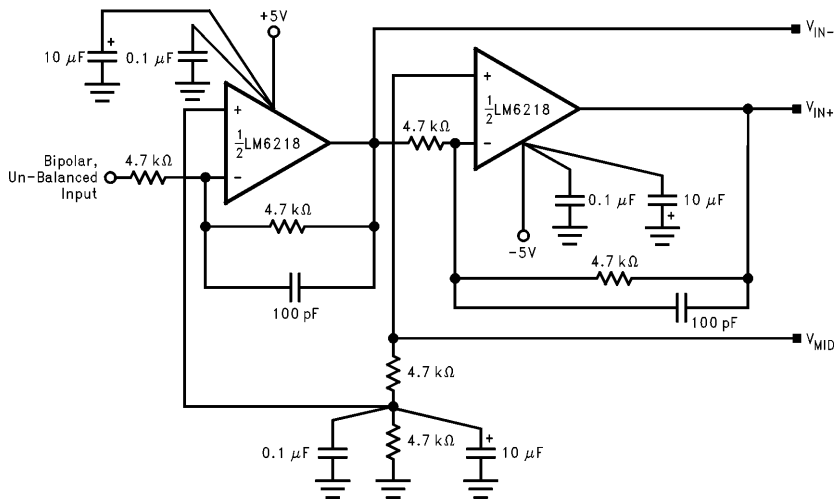 +5V
10 μF
+
0.1 μF
V_IN-
+
1/2 LM6218
-
+
1/2 LM6218
-
V_IN+
4.7 kΩ
Bipolar,
Un-Balanced
Input
4.7 kΩ
4.7 kΩ
100 pF
0.1 μF
10 μF
+
-5V
4.7 kΩ
100 pF
V_MID
4.7 kΩ
0.1 μF
4.7 kΩ
+
10 μF